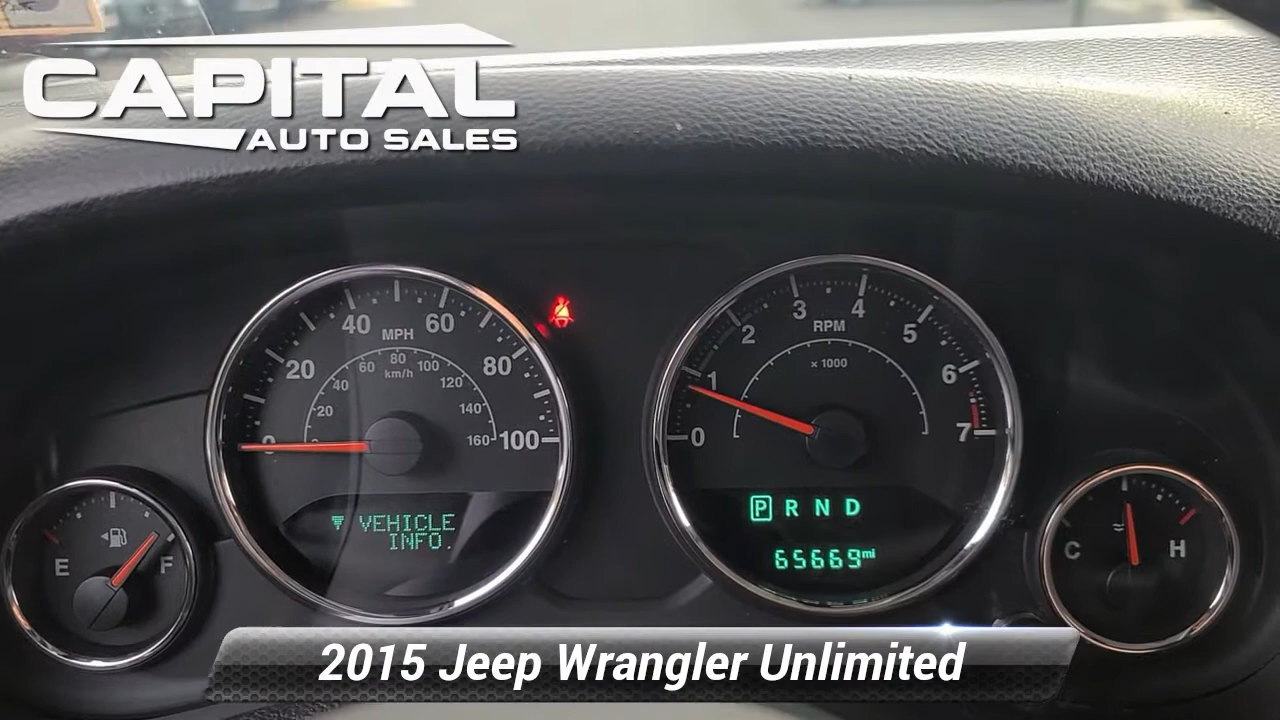 CAPITAL
AUTO SALES
0 20 40 60 80 100
MPH
20 40 60 80 100 120 140 160
km/h
VEHICLE
INFO.
0 1 2 3 4 5 6 7
RPM
x 1000
P R N D
65669mi
E F
C H
2015 Jeep Wrangler Unlimited